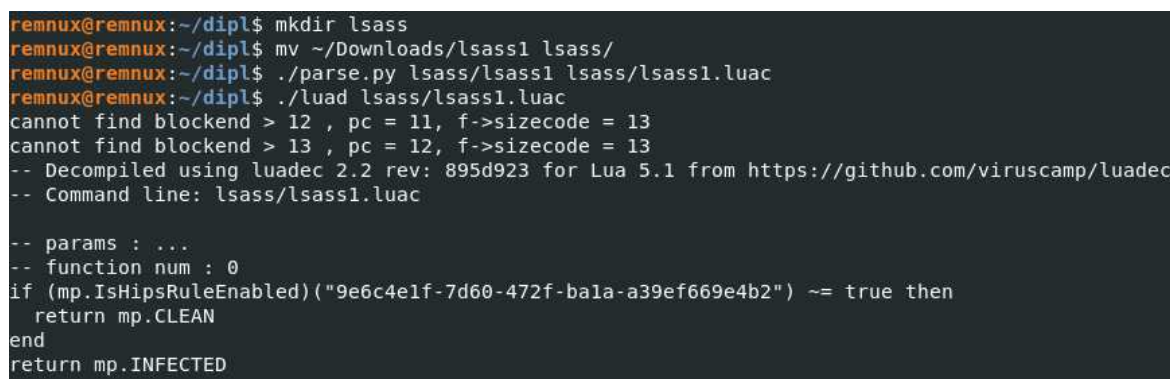 remnux@remnux:~/dipl$ mkdir lsass
remnux@remnux:~/dipl$ mv ~/Downloads/lsass1 lsass/
remnux@remnux:~/dipl$ ./parse.py lsass/lsass1 lsass/lsass1.luac
remnux@remnux:~/dipl$ ./luad lsass/lsass1.luac
cannot find blockend > 12 , pc = 11, f->sizecode = 13
cannot find blockend > 13 , pc = 12, f->sizecode = 13
-- Decompiled using luadec 2.2 rev: 895d923 for Lua 5.1 from https://github.com/viruscamp/luadec
-- Command line: lsass/lsass1.luac
-- params : ...
-- function num : 0
if (mp.IsHipsRuleEnabled)("9e6c4e1f-7d60-472f-ba1a-a39ef669e4b2") ~= true then
  return mp.CLEAN
end
return mp.INFECTED